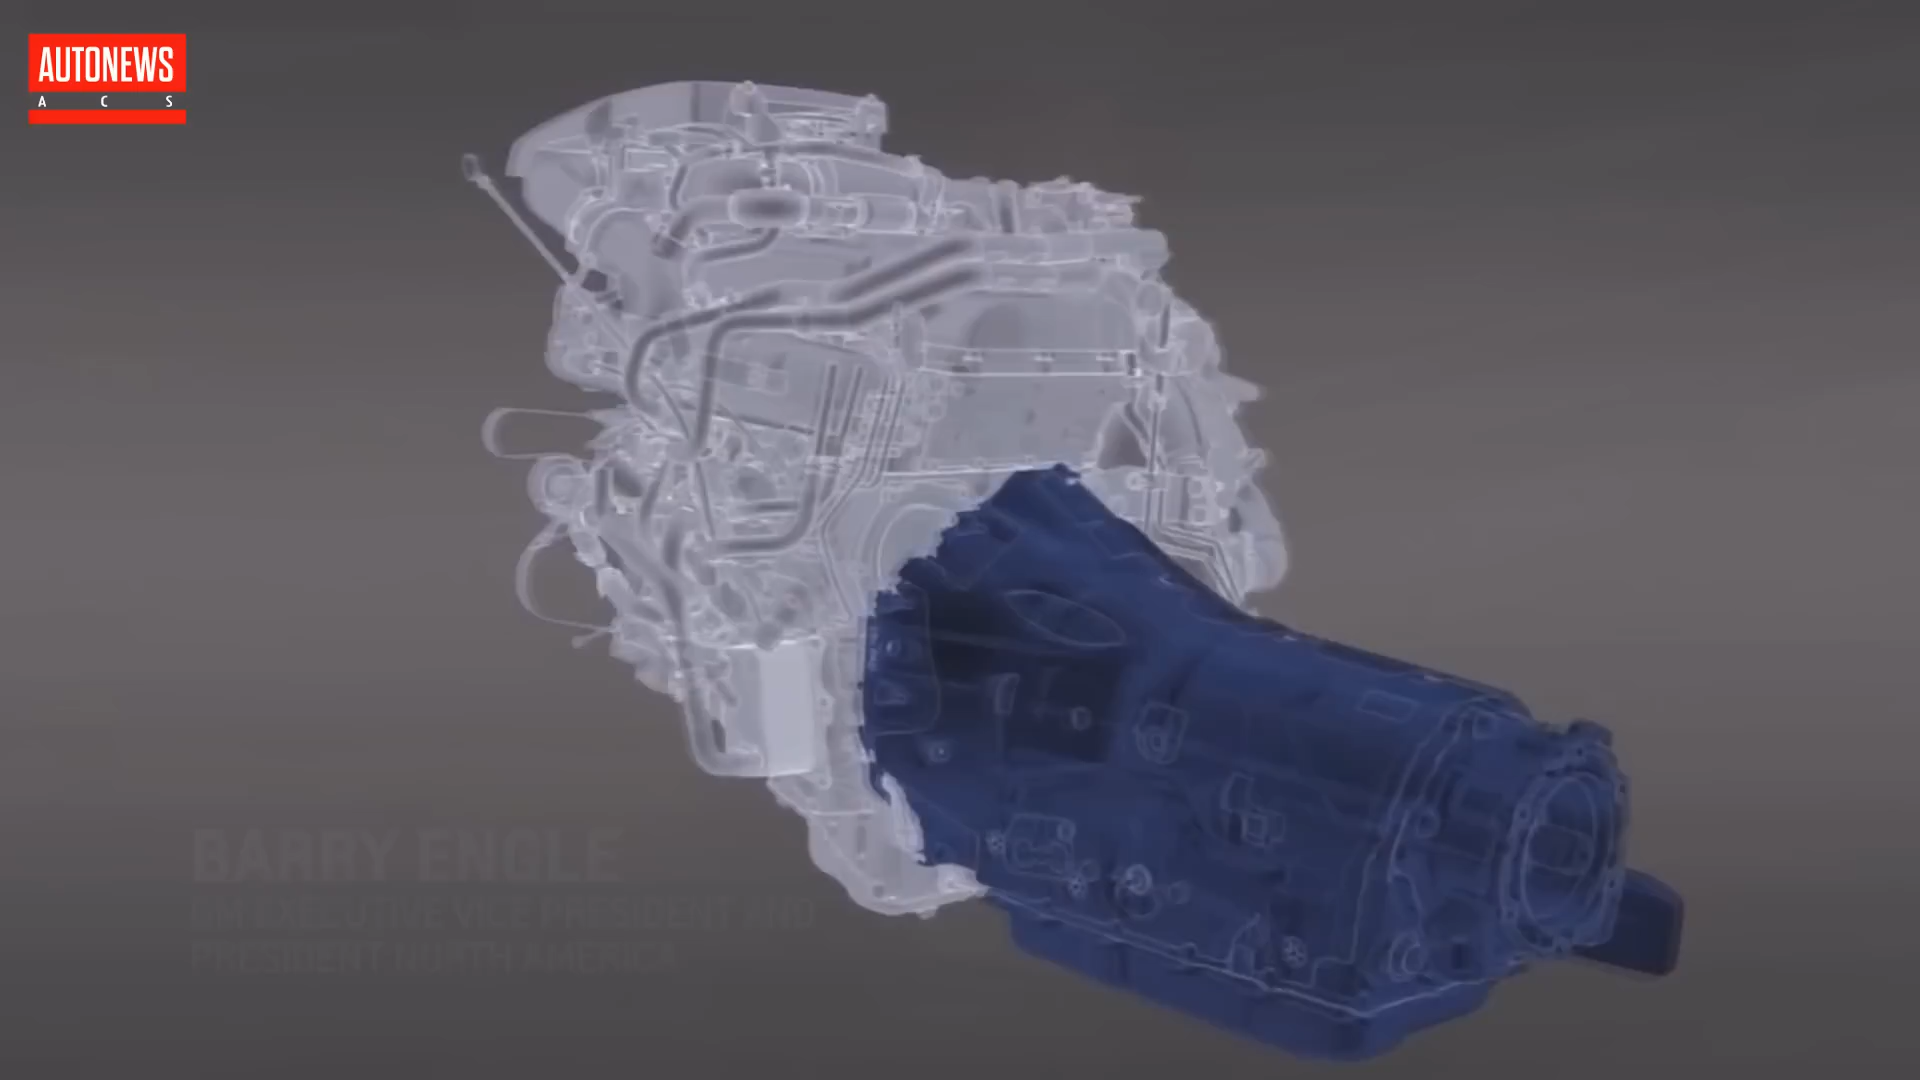 AUTONEWS
A C S
BARRY ENGLE
GM EXECUTIVE VICE PRESIDENT AND
PRESIDENT NORTH AMERICA